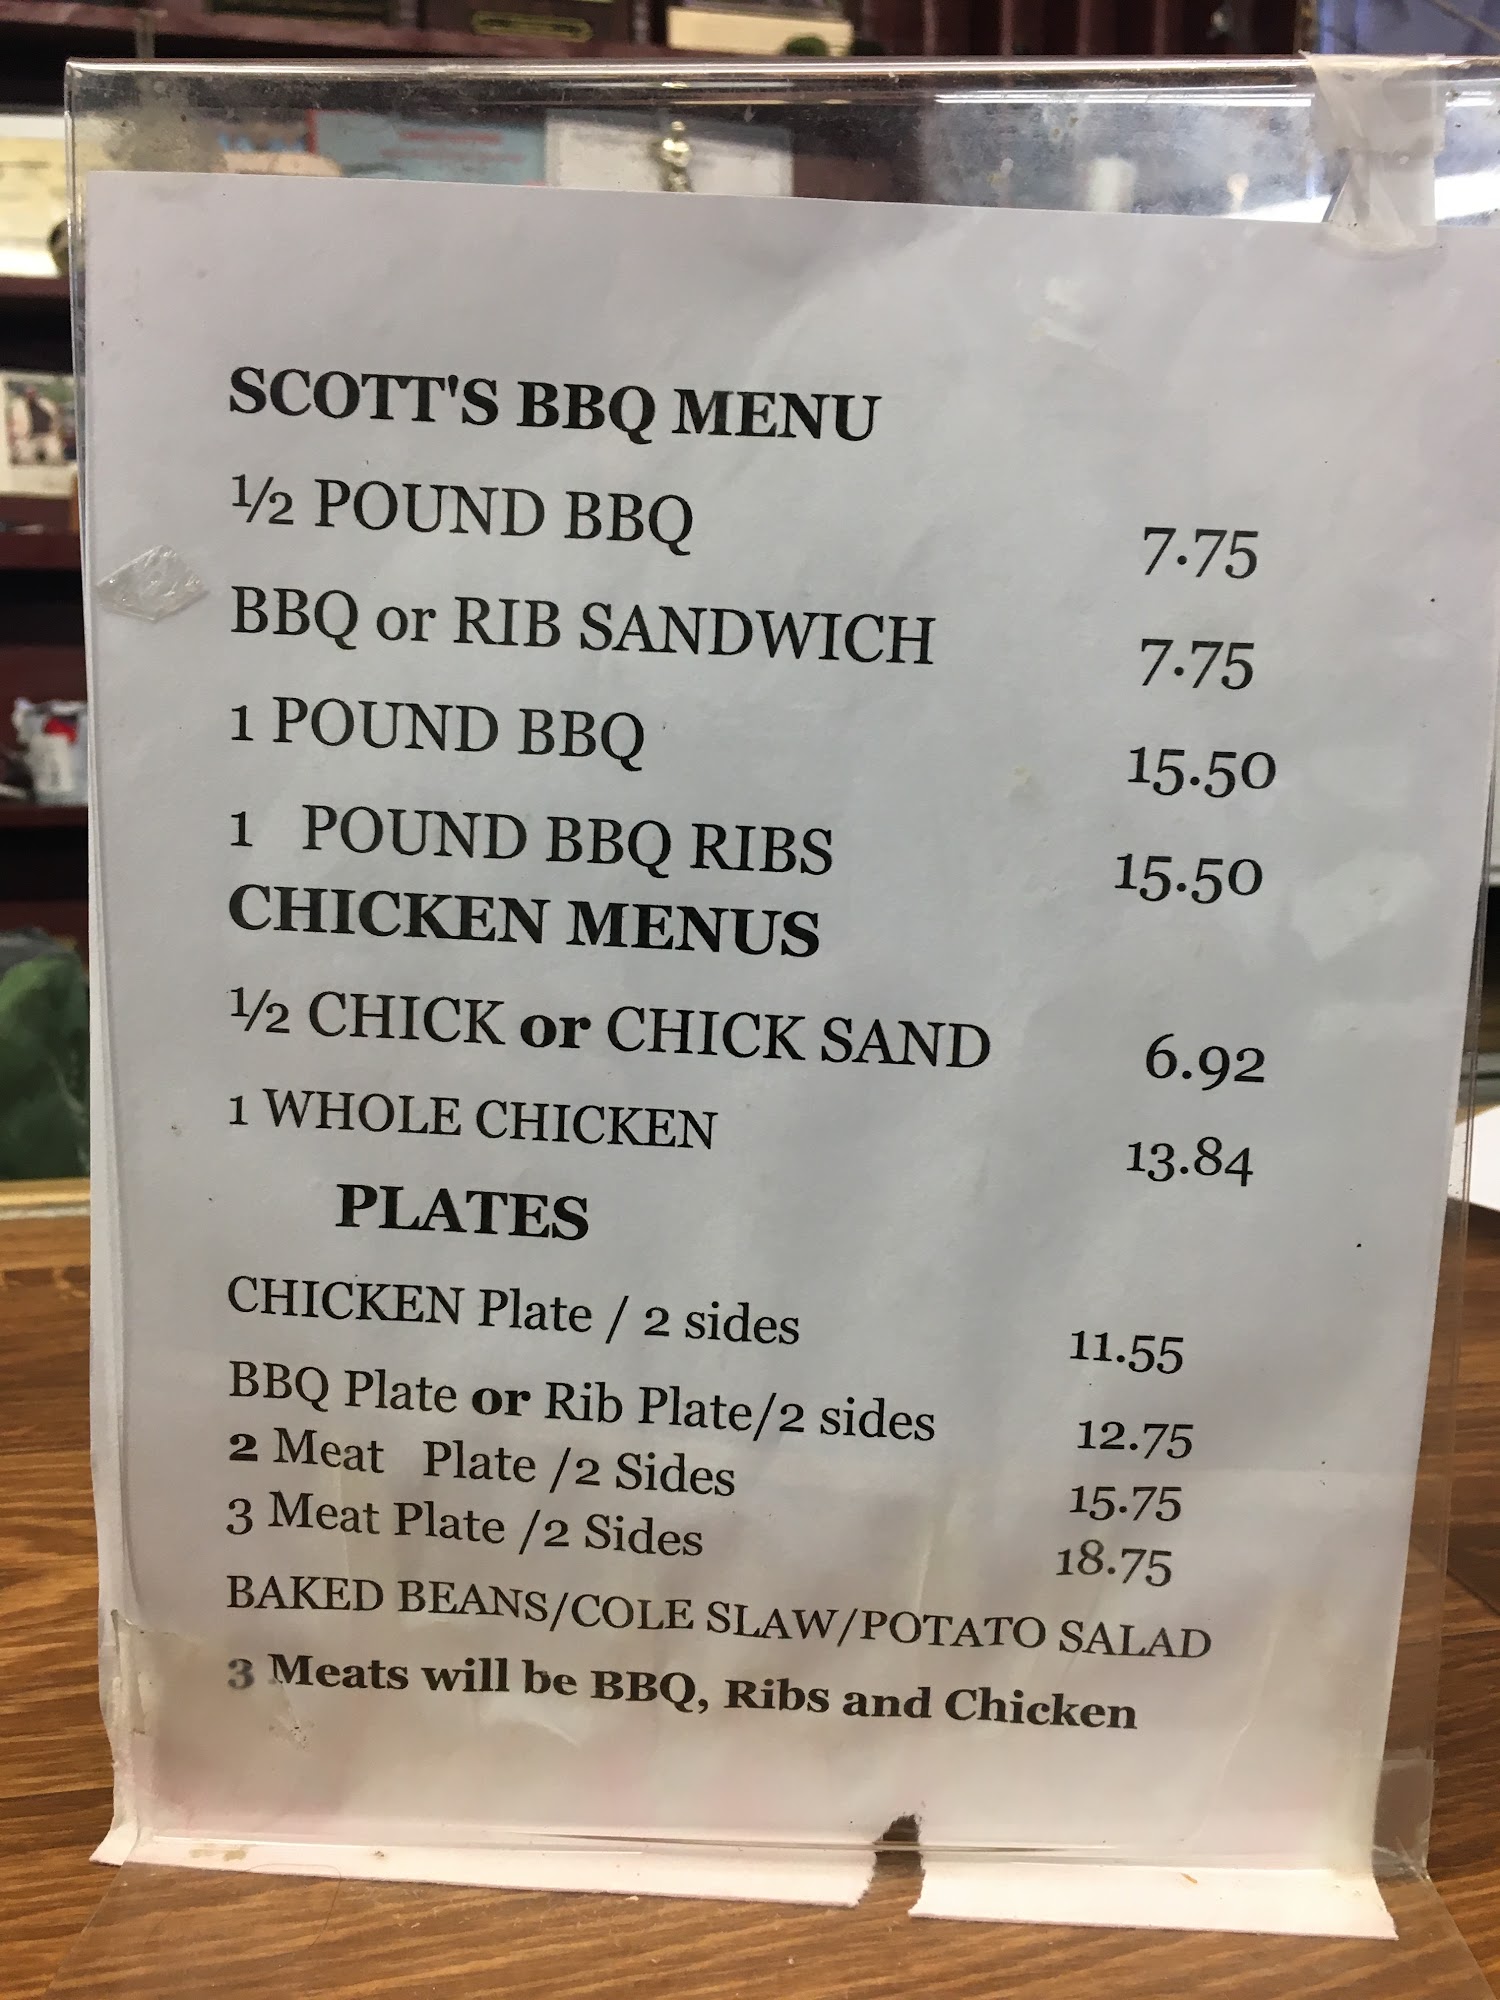 SCOTT'S BBQ MENU
½ POUND BBQ 7.75
BBQ or RIB SANDWICH 7.75
1 POUND BBQ 15.50
1 POUND BBQ RIBS 15.50
CHICKEN MENUS
½ CHICK or CHICK SAND 6.92
1 WHOLE CHICKEN 13.84
PLATES
CHICKEN Plate / 2 sides 11.55
BBQ Plate or Rib Plate/2 sides 12.75
2 Meat Plate /2 Sides 15.75
3 Meat Plate /2 Sides 18.75
BAKED BEANS/COLE SLAW/POTATO SALAD
3 Meats will be BBQ, Ribs and Chicken